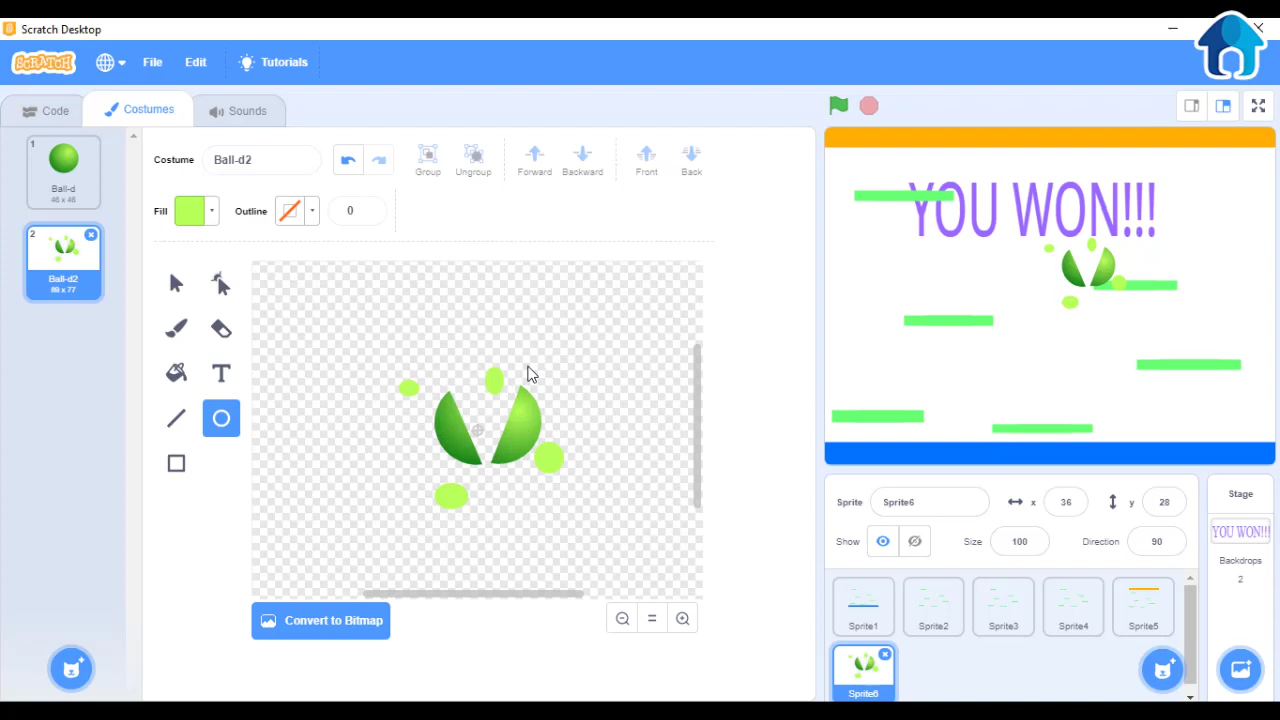 Scratch Desktop
SCRATCH File Edit Tutorials
Code Costumes Sounds
1
Ball-d
46 x 46
2
Ball-d2
89 x 77
Costume Ball-d2
Group Ungroup Forward Backward Front Back
Fill Outline 0
Convert to Bitmap
YOU WON!!!
Sprite Sprite6 x 36 y 28
Show Size 100 Direction 90
Sprite1 Sprite2 Sprite3 Sprite4 Sprite5
Sprite6
Stage
YOU WON!!!
Backdrops
2